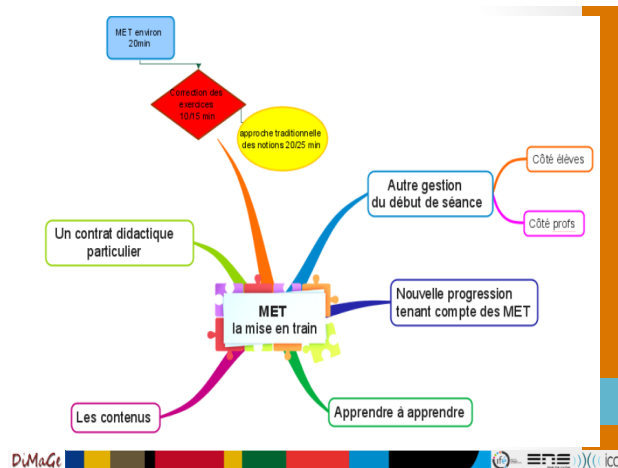 MET environ
20min
Correction des
exercices
10/15 min
approche traditionnelle
des notions 20/25 min
Autre gestion
du début de séance
Côté élèves
Côté profs
Un contrat didactique
particulier
MET
la mise en train
Nouvelle progression
tenant compte des MET
Les contenus
Apprendre à apprendre
DiMaGe